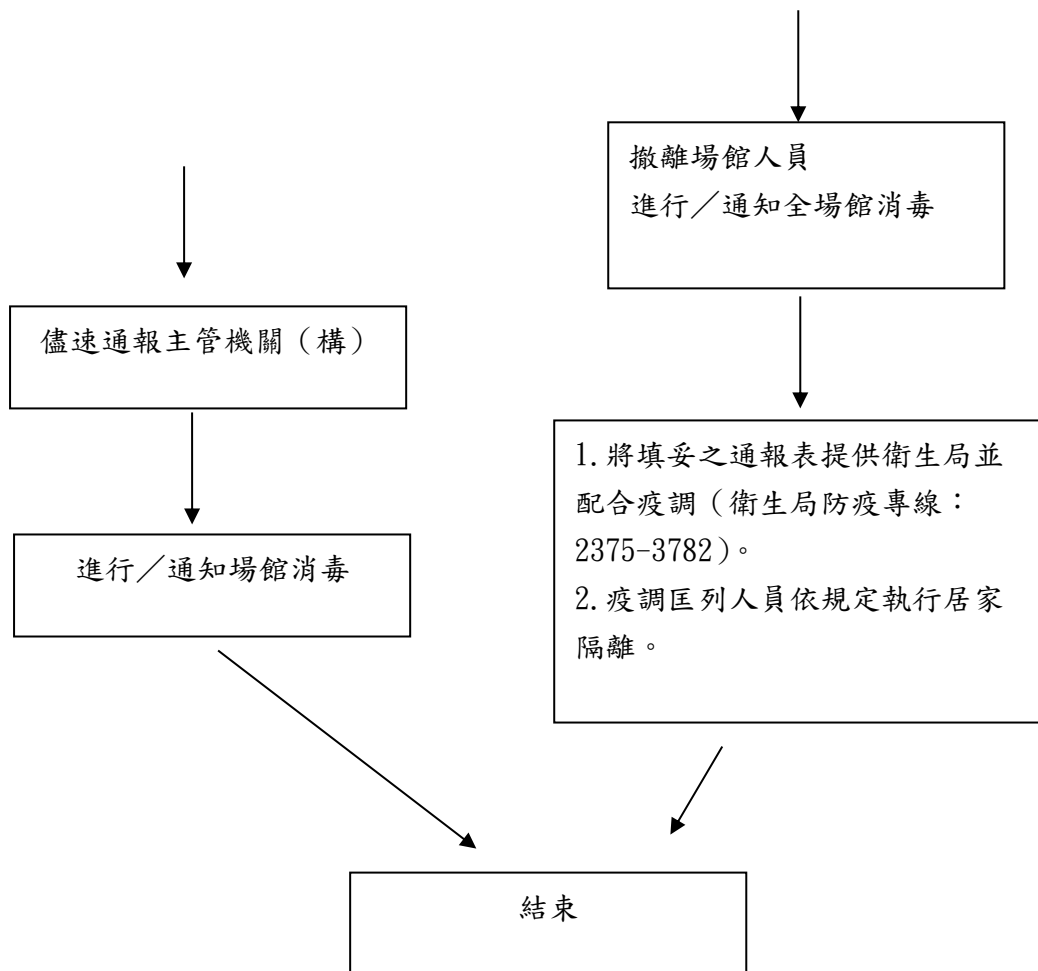 撤離場館人員
進行／通知全場館消毒
儘速通報主管機關（構）
1.將填妥之通報表提供衛生局並
配合疫調（衛生局防疫專線：
2375-3782）。
2.疫調匡列人員依規定執行居家
隔離。
進行／通知場館消毒
結束